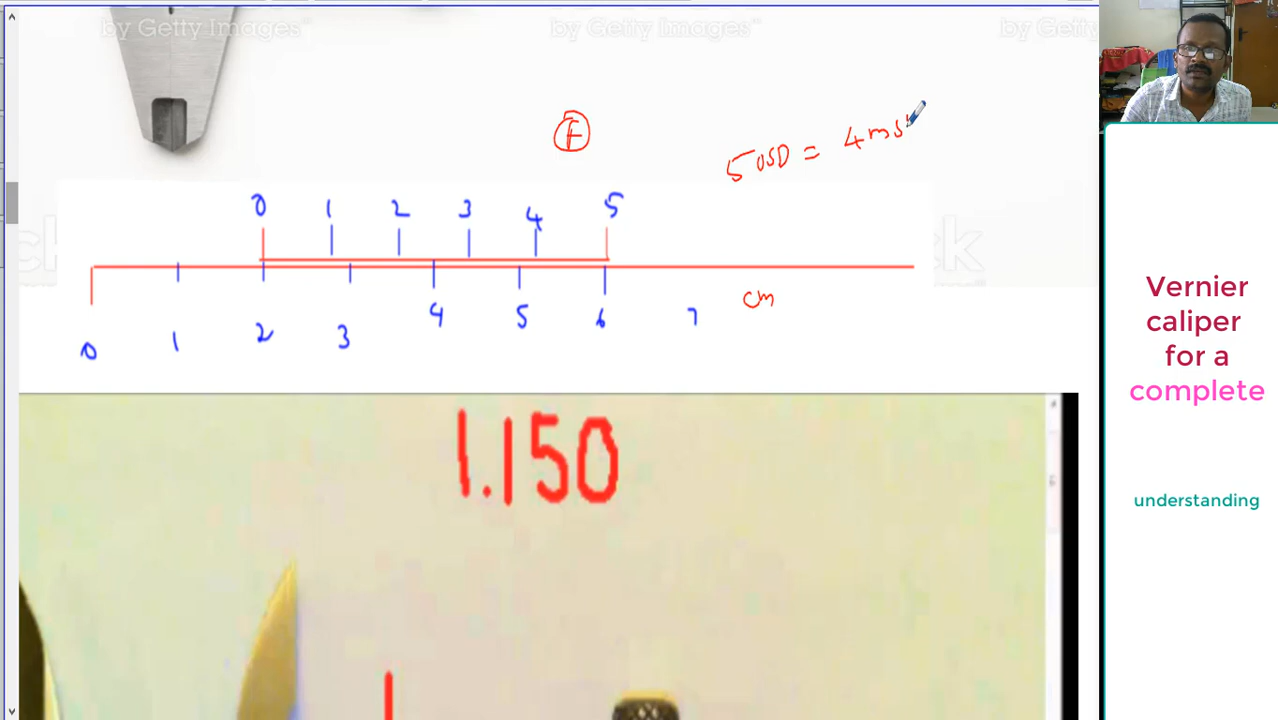 by Getty Images"
by Getty Images"
by Getty Images"
5 VSD = 4 MS
0 1 2 3 4 5
0 1 2 3 4 5 6 7 cm
1.150
Vernier
caliper
for a
complete
understanding